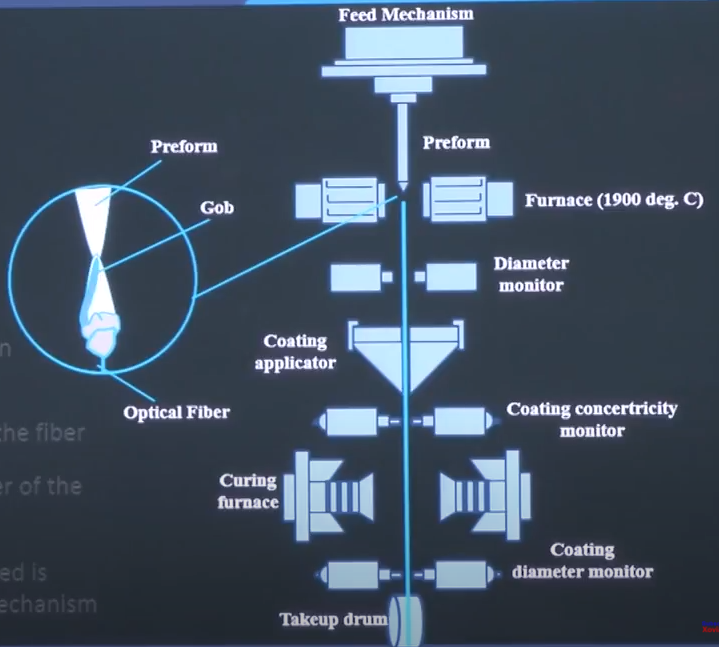 Feed Mechanism
Preform
Preform
Gob
Furnace (1900 deg. C)
Diameter
monitor
Coating
applicator
n
Optical Fiber
Coating concertricity
monitor
the fiber
Curing
furnace
er of the
Coating
diameter monitor
ed is
echanism
Takeup drum